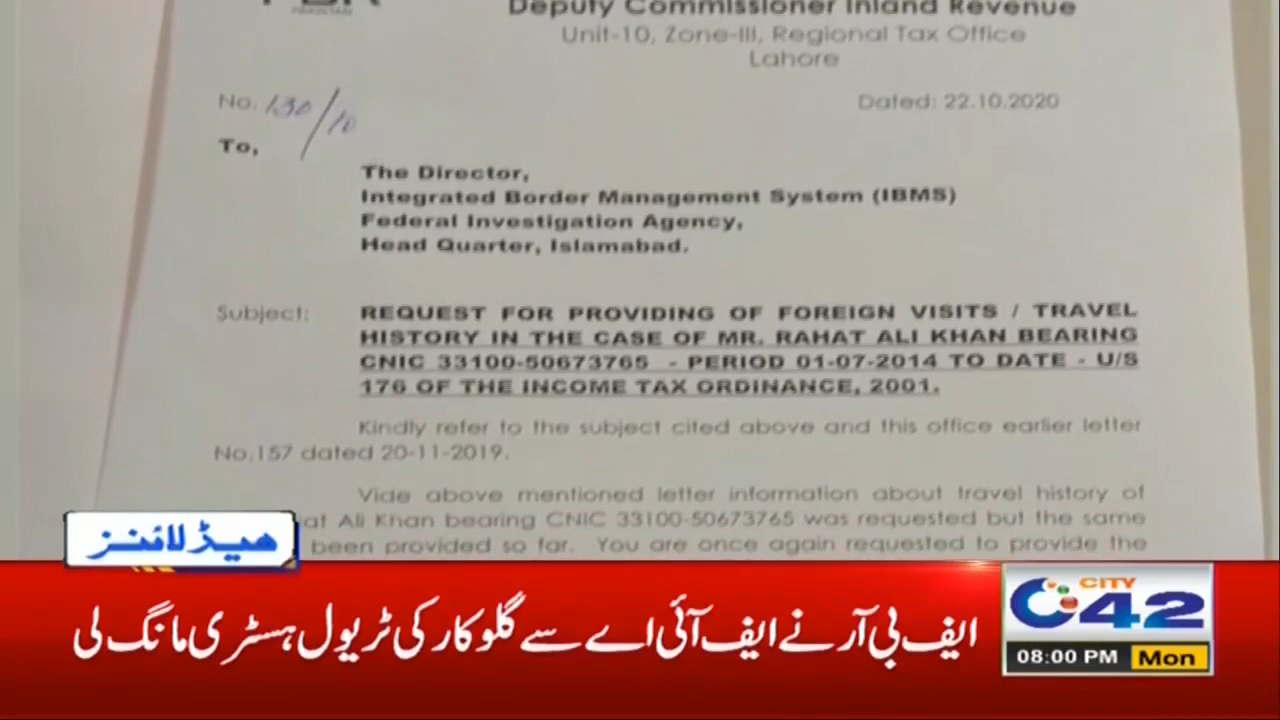 PAKISTAN
Deputy Commissioner Inland Revenue
Unit-10, Zone-III, Regional Tax Office
Lahore
No. 130/10
Dated: 22.10.2020
To,
The Director,
Integrated Border Management System (IBMS)
Federal Investigation Agency,
Head Quarter, Islamabad.
Subject: REQUEST FOR PROVIDING OF FOREIGN VISITS / TRAVEL
HISTORY IN THE CASE OF MR. RAHAT ALI KHAN BEARING
CNIC 33100-50673765 - PERIOD 01-07-2014 TO DATE - U/S
176 OF THE INCOME TAX ORDINANCE, 2001.
Kindly refer to the subject cited above and this office earlier letter
No.157 dated 20-11-2019.
Vide above mentioned letter information about travel history of
at Ali Khan bearing CNIC 33100-50673765 was requested but the same
been provided so far. You are once again requested to provide the
ھیڈلائنز
ایف بی آر نے ایف آئی اے سے گلوکار کی ٹریول ہسٹری مانگ لی
CITY
42
08:00 PM Mon